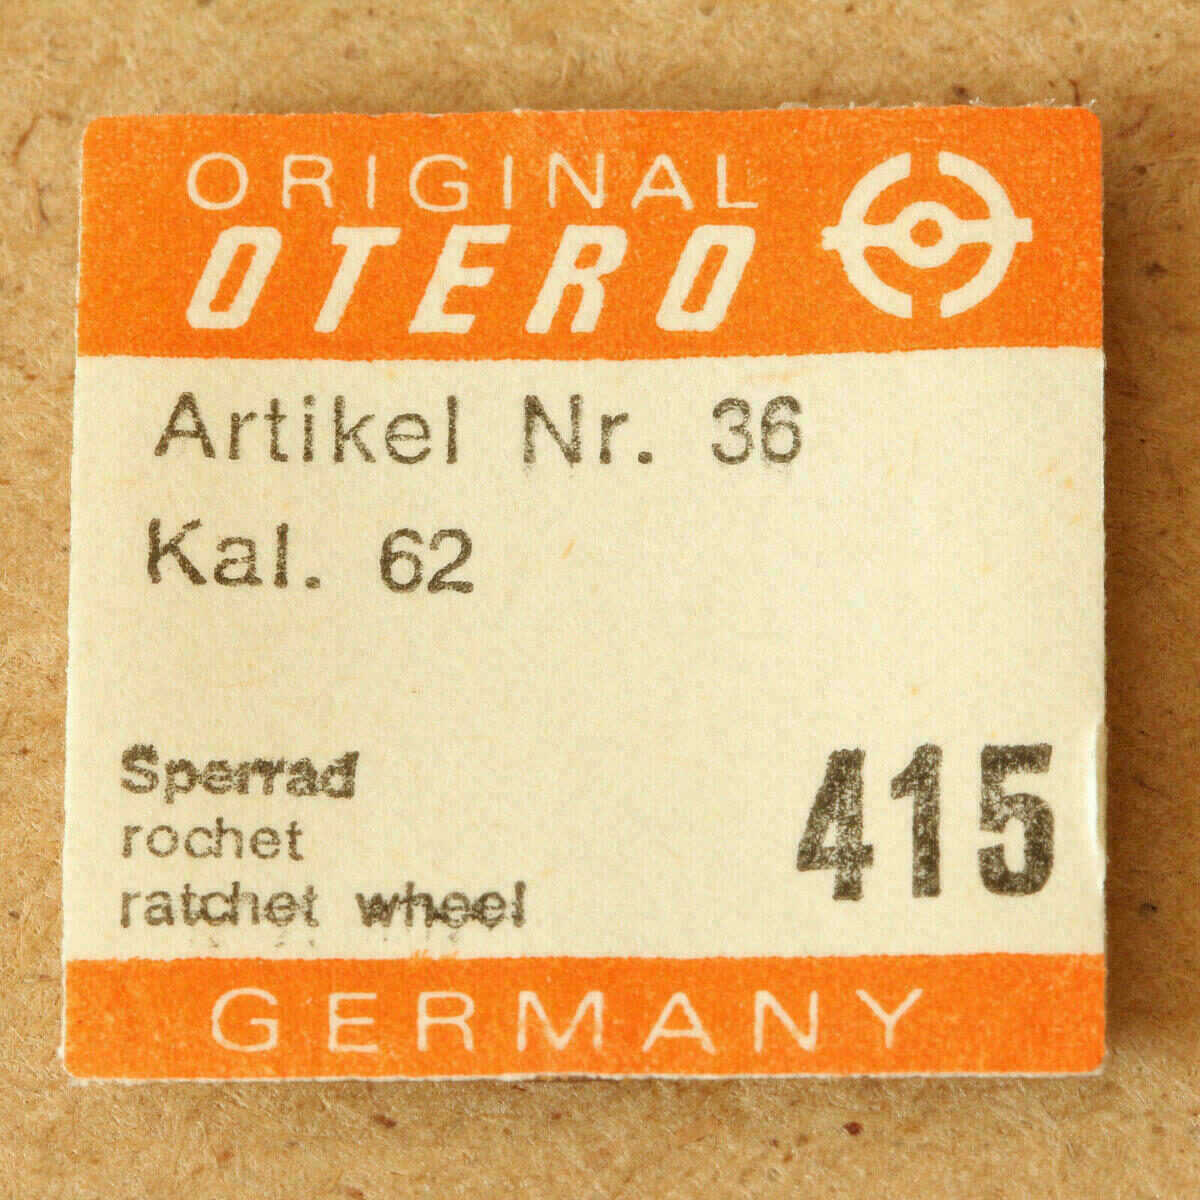 ORIGINAL
OTERO
Artikel Nr. 36
Kal. 62
Sperrad
rochet
ratchet wheel
415
GERMANY